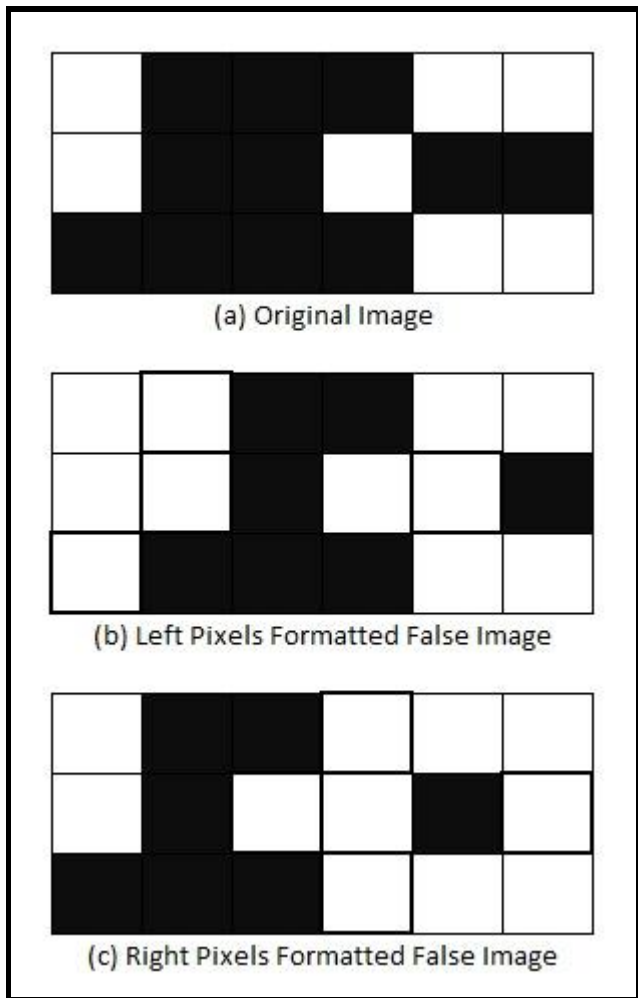 (a) Original Image
(b) Left Pixels Formatted False Image
(c) Right Pixels Formatted False Image